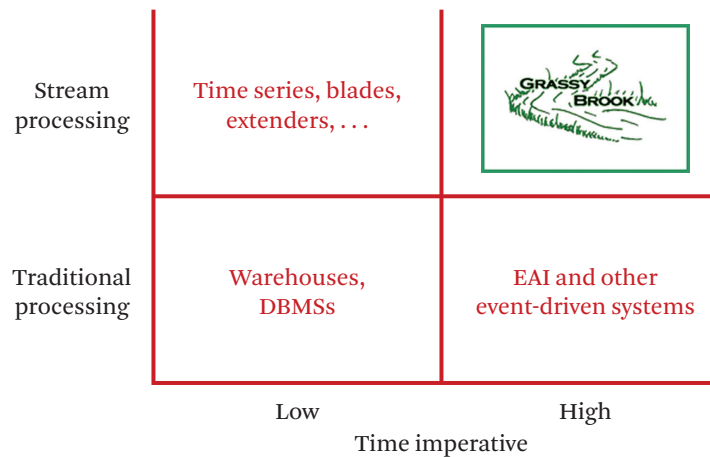 Stream
processing
Time series, blades,
extenders, . . .
GRASSY
BROOK
Traditional
processing
Warehouses,
DBMSs
EAI and other
event-driven systems
Low
High
Time imperative